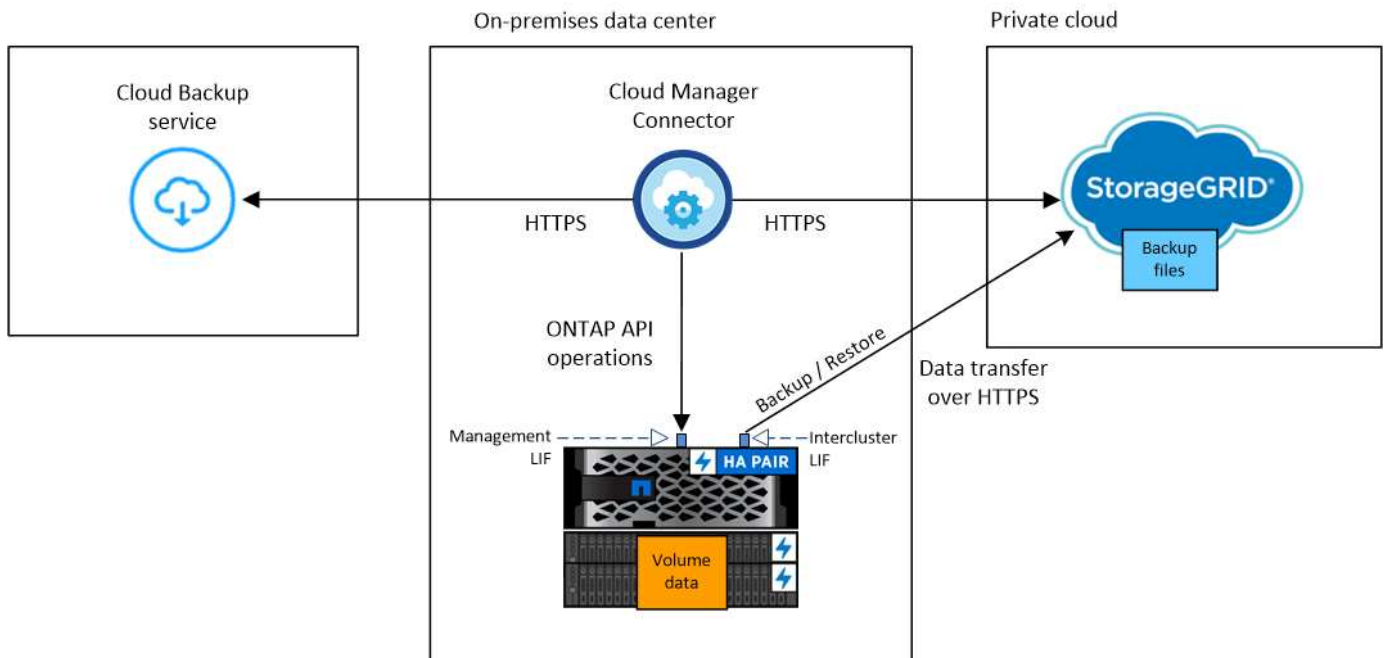 On-premises data center
Private cloud
Cloud Backup
service
Cloud Manager
Connector
StorageGRID®
Backup
files
HTTPS
HTTPS
ONTAP API
operations
Backup / Restore
Data transfer
over HTTPS
Management
LIF
Intercluster
LIF
HA PAIR
Volume
data